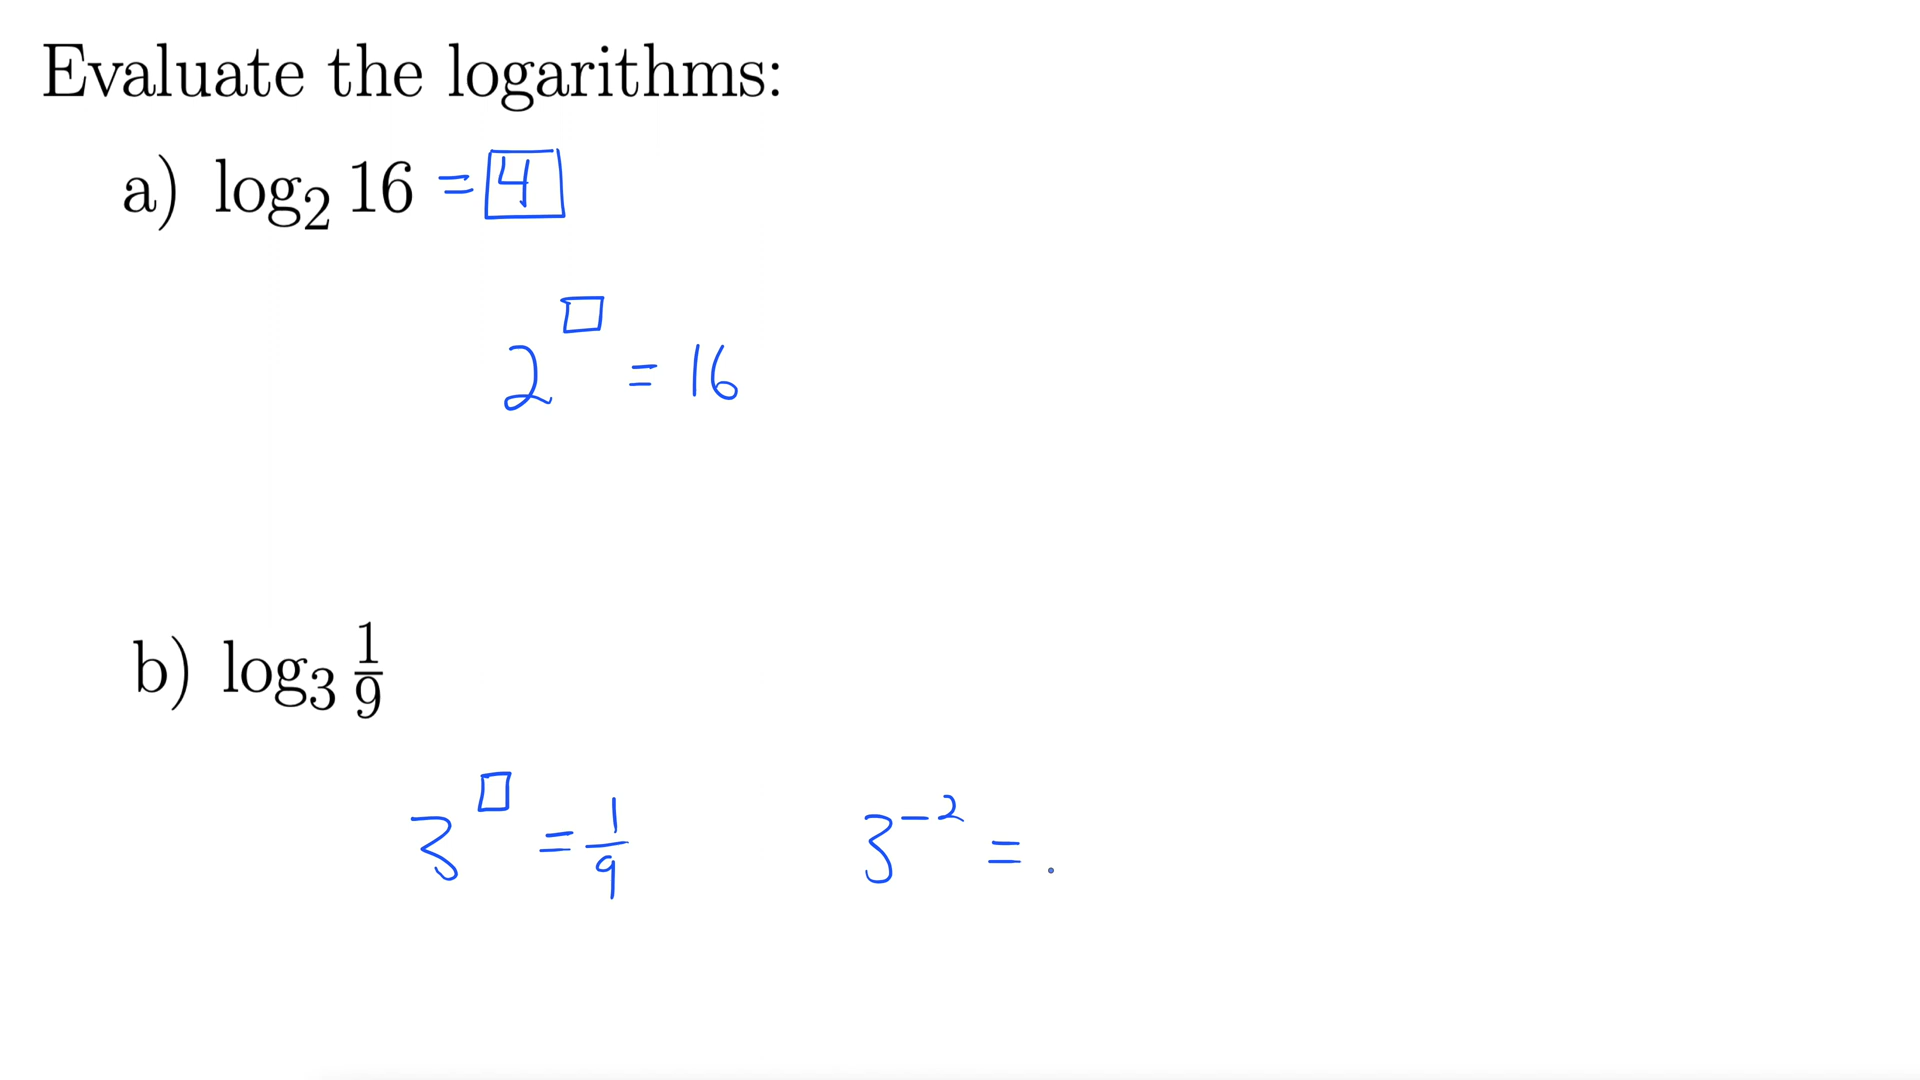 Evaluate the logarithms:
a) log₂ 16 = 4
2^□ = 16
b) log₃ 1/9
3^□ = 1/9
3^-2 =